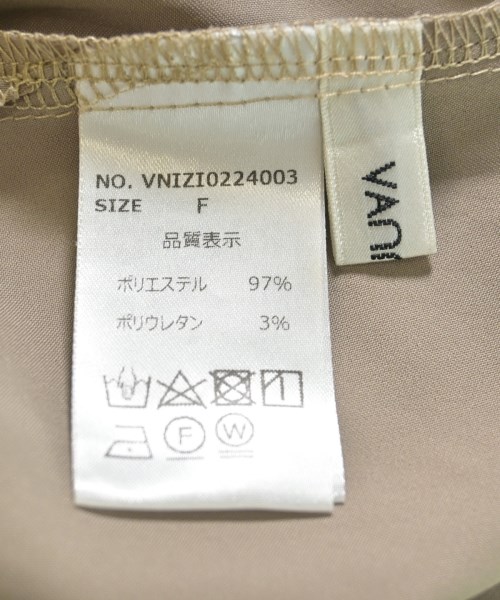 NO. VNIZI0224003
SIZE F
品質表示
ポリエステル 97%
ポリウレタン 3%
F W